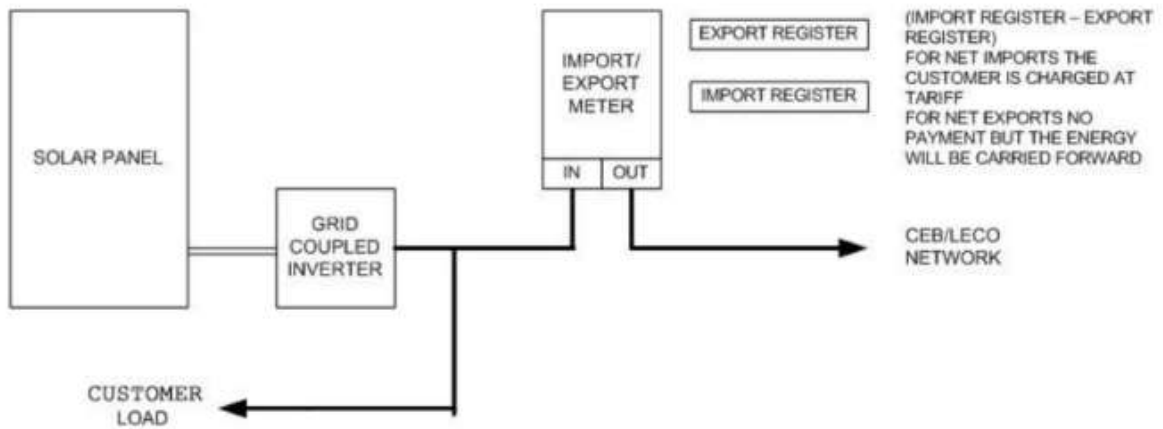 SOLAR PANEL
GRID
COUPLED
INVERTER
CUSTOMER
LOAD
IMPORT/
EXPORT
METER
IN
OUT
EXPORT REGISTER
IMPORT REGISTER
(IMPORT REGISTER – EXPORT
REGISTER)
FOR NET IMPORTS THE
CUSTOMER IS CHARGED AT
TARIFF
FOR NET EXPORTS NO
PAYMENT BUT THE ENERGY
WILL BE CARRIED FORWARD
CEB/LECO
NETWORK